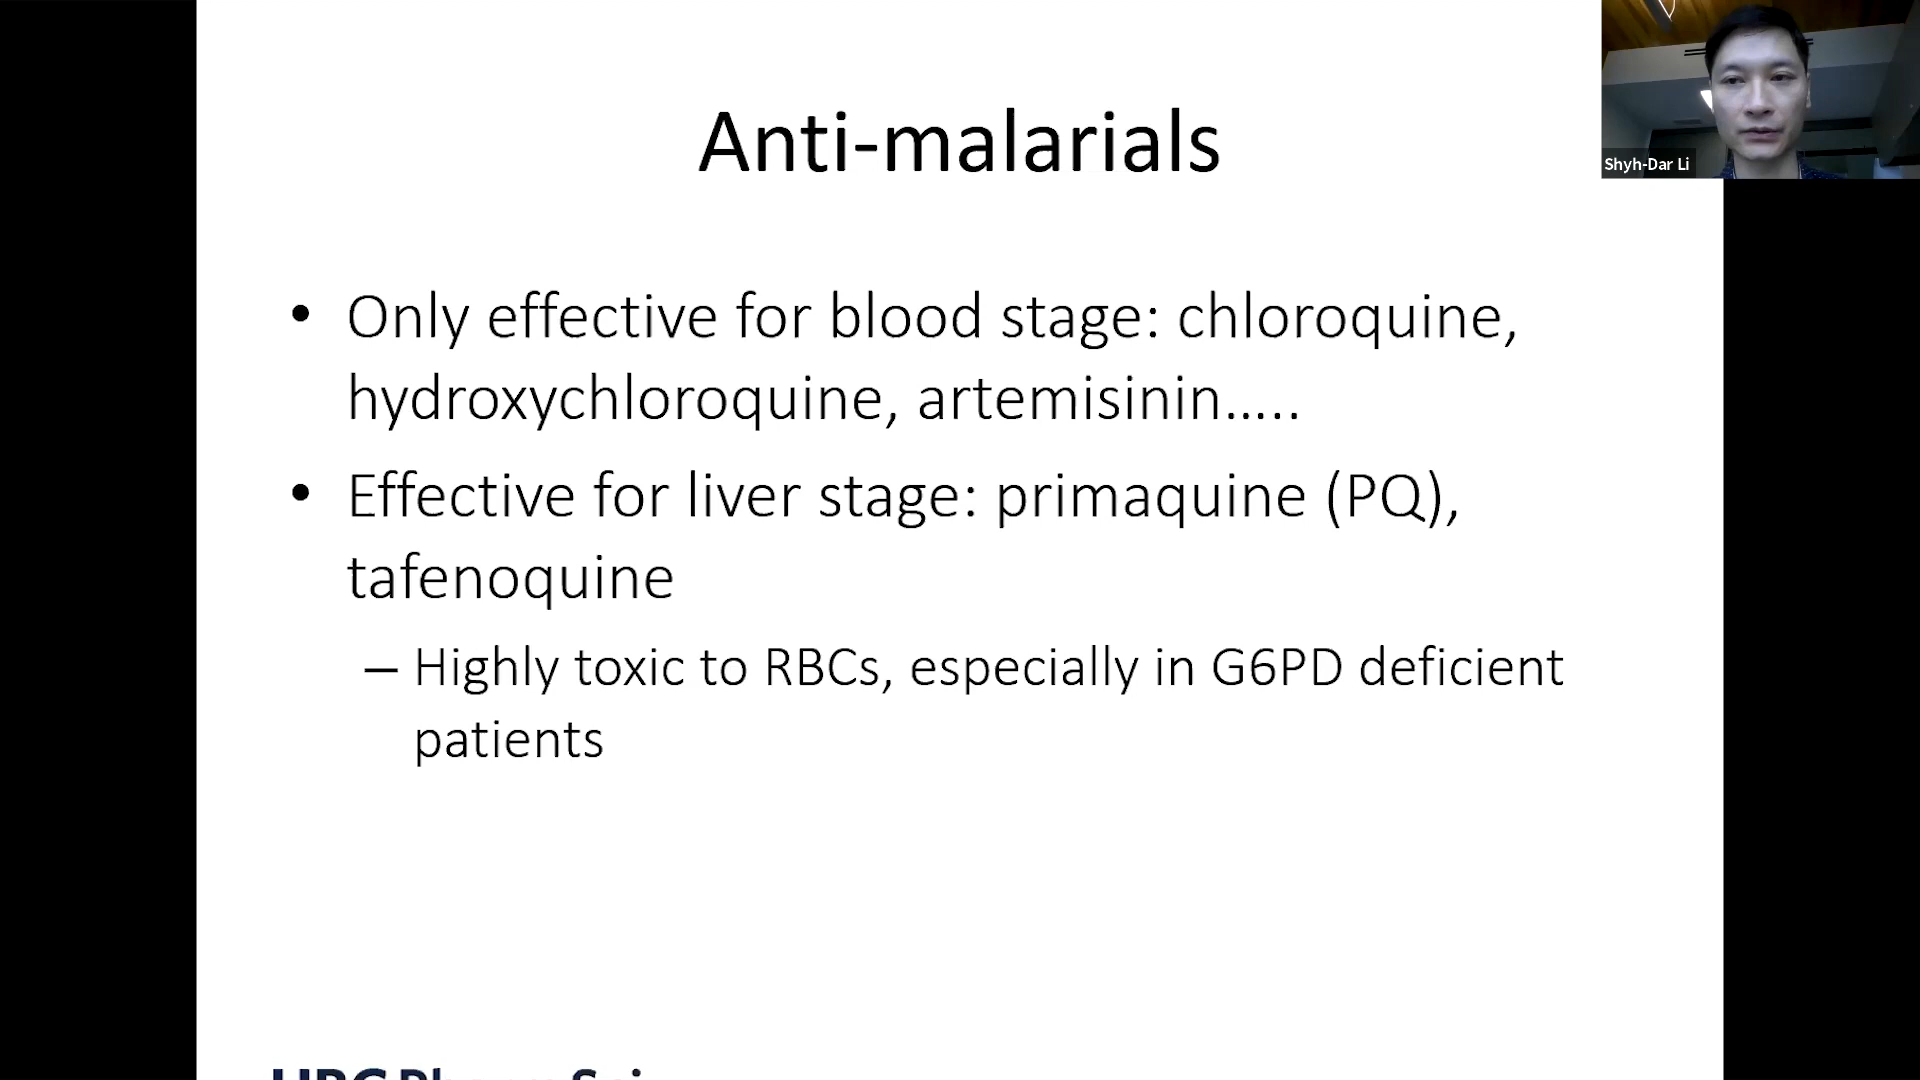 Anti-malarials
• Only effective for blood stage: chloroquine,
hydroxychloroquine, artemisinin.....
• Effective for liver stage: primaquine (PQ),
tafenoquine
– Highly toxic to RBCs, especially in G6PD deficient
patients
Shyh-Dar Li
UBC Pharm Sci